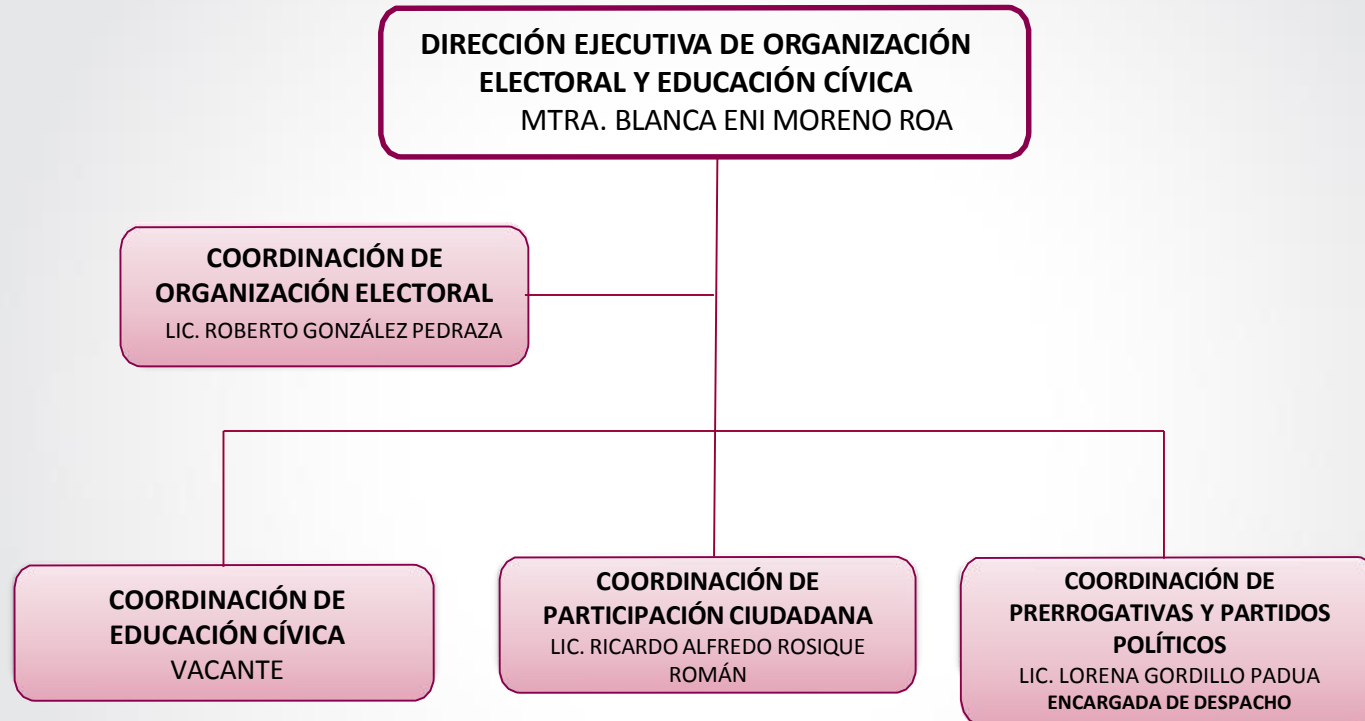 DIRECCIÓN EJECUTIVA DE ORGANIZACIÓN
ELECTORAL Y EDUCACIÓN CÍVICA
MTRA. BLANCA ENI MORENO ROA
COORDINACIÓN DE
ORGANIZACIÓN ELECTORAL
LIC. ROBERTO GONZÁLEZ PEDRAZA
COORDINACIÓN DE
EDUCACIÓN CÍVICA
VACANTE
COORDINACIÓN DE
PARTICIPACIÓN CIUDADANA
LIC. RICARDO ALFREDO ROSIQUE
ROMÁN
COORDINACIÓN DE
PRERROGATIVAS Y PARTIDOS
POLÍTICOS
LIC. LORENA GORDILLO PADUA
ENCARGADA DE DESPACHO